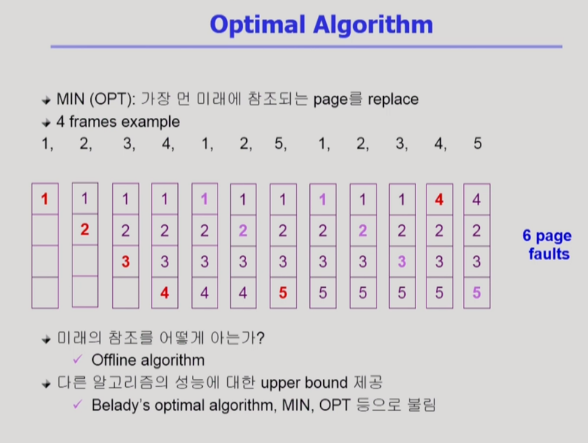 Optimal Algorithm
MIN (OPT): 가장 먼 미래에 참조되는 page를 replace
4 frames example
1, 2, 3, 4, 1, 2, 5, 1, 2, 3, 4, 5
1 1 1 1 1 1 1 1 1 1 4 4
2 2 2 2 2 2 2 2 2 2 2
3 3 3 3 3 3 3 3 3 3
4 4 4 5 5 5 5 5 5
6 page
faults
미래의 참조를 어떻게 아는가?
Offline algorithm
다른 알고리즘의 성능에 대한 upper bound 제공
Belady's optimal algorithm, MIN, OPT 등으로 불림